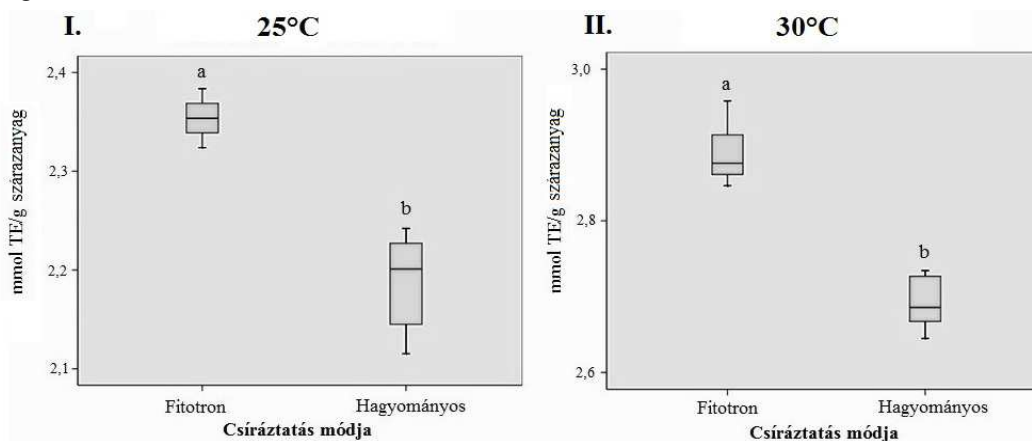 I. 25°C
mmol TE/g szárazanyag
2,4
2,3
2,2
2,1
a
b
Fitotron Hagyományos
Csíráztatás módja
II. 30°C
mmol TE/g szárazanyag
3,0
2,8
2,6
a
b
Fitotron Hagyományos
Csíráztatás módja